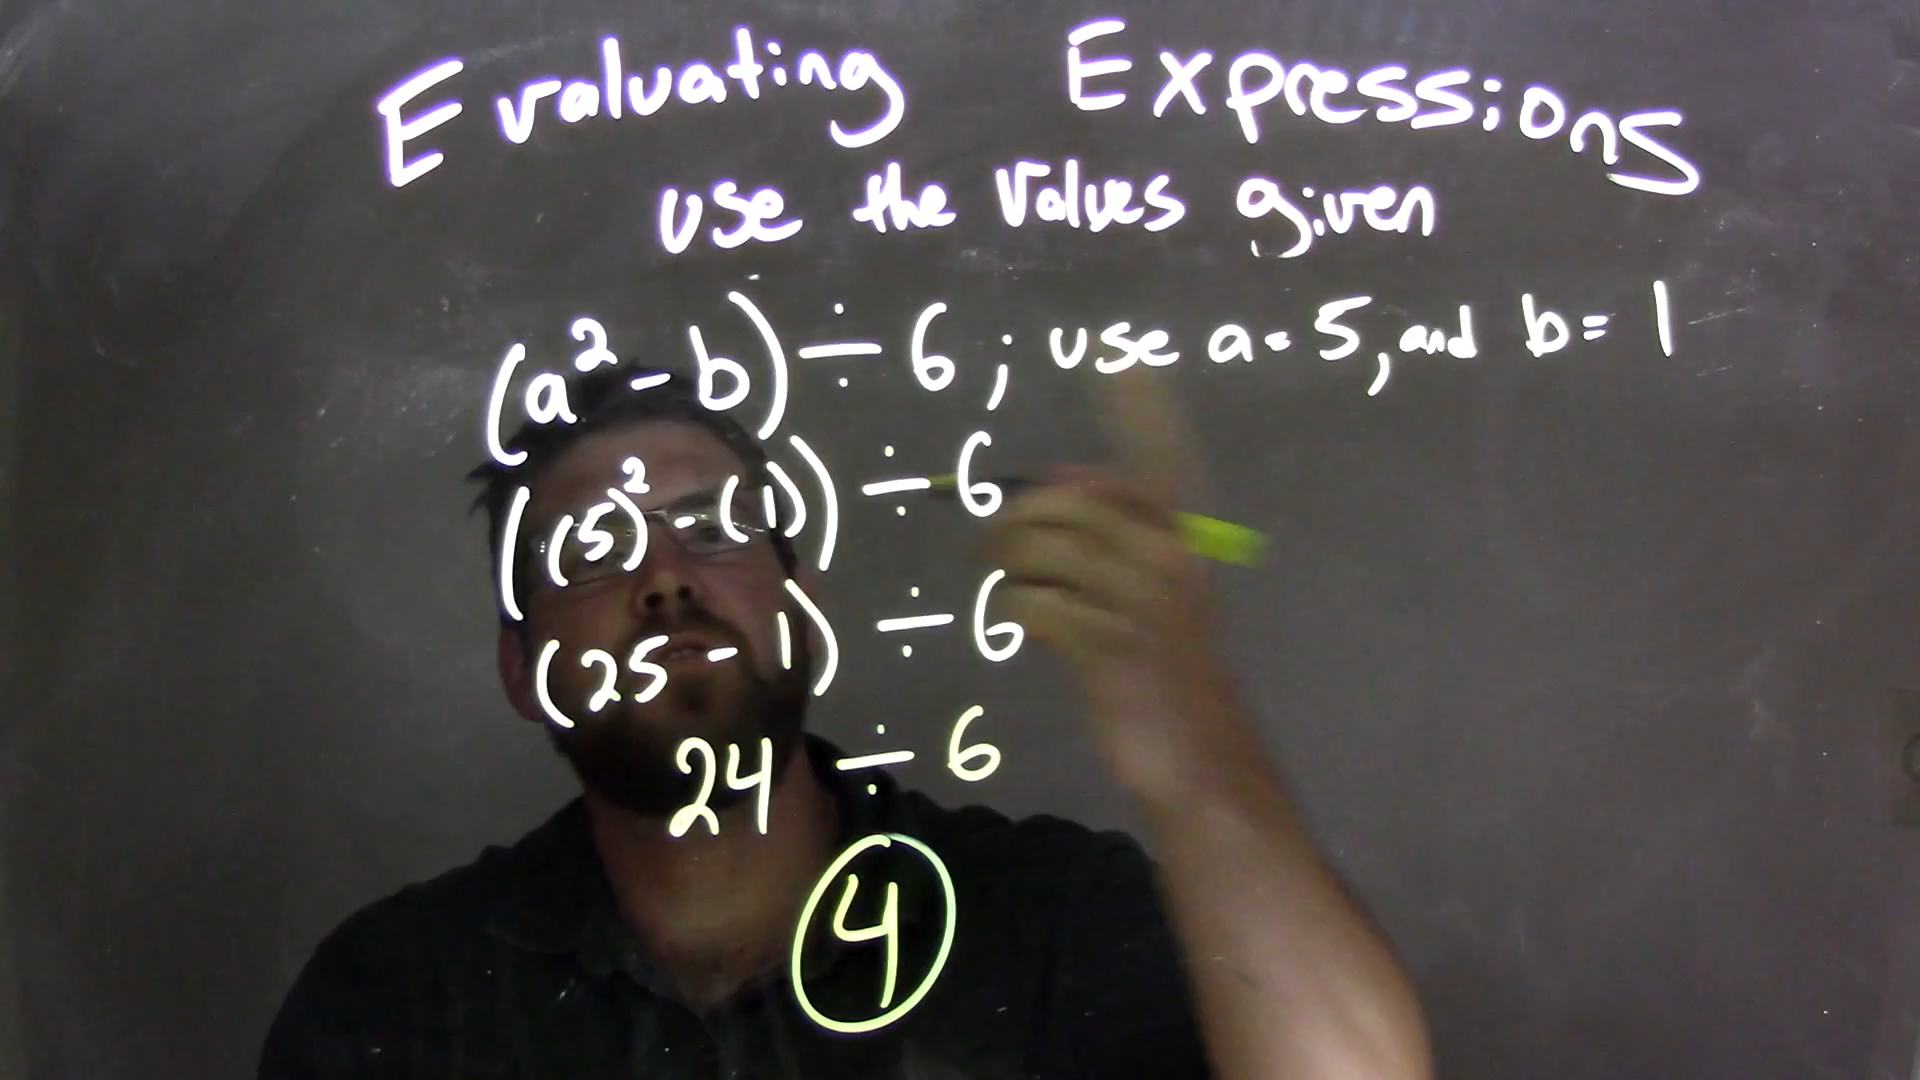 Evaluating Expressions
use the values given
(a² - b) ÷ 6 ; use a = 5, and b = 1
((5)² - (1)) ÷ 6
(25 - 1) ÷ 6
24 ÷ 6
4